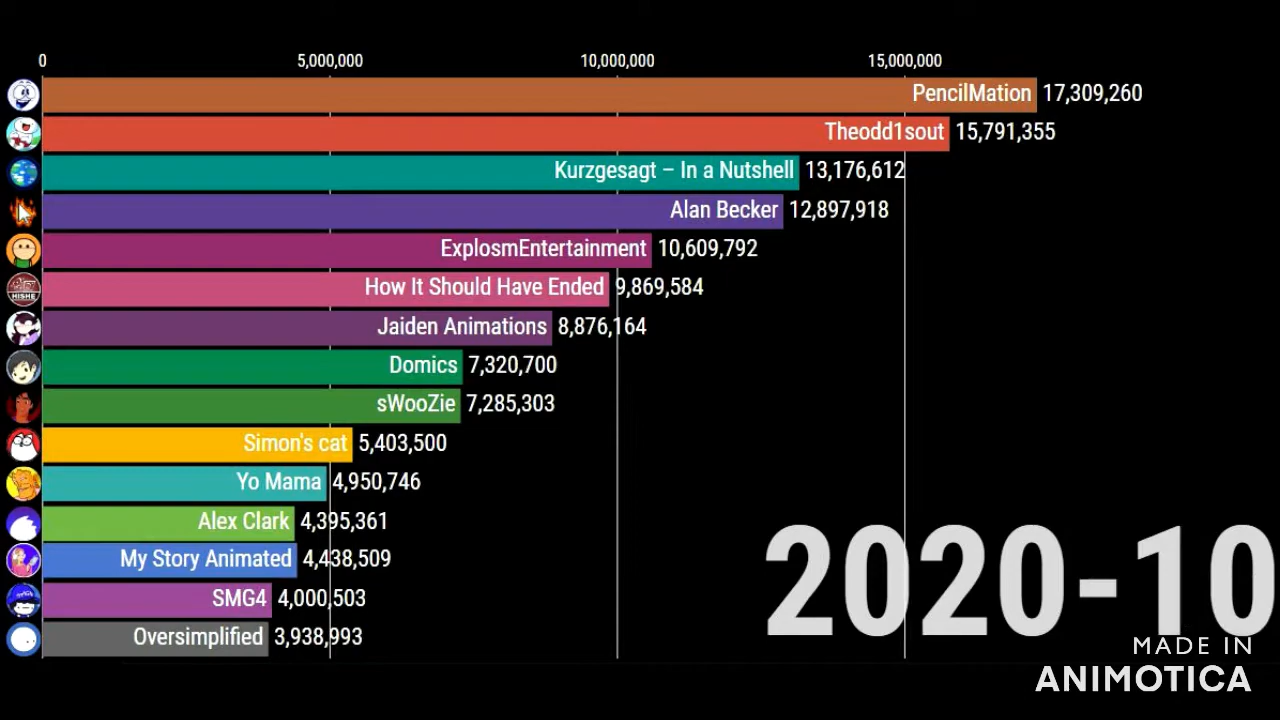 0 5,000,000 10,000,000 15,000,000
PencilMation 17,309,260
Theodd1sout 15,791,355
Kurzgesagt – In a Nutshell 13,176,612
Alan Becker 12,897,918
ExplosmEntertainment 10,609,792
How It Should Have Ended 9,869,584
HISHE
Jaiden Animations 8,876,164
Domics 7,320,700
sWooZie 7,285,303
Simon's cat 5,403,500
Yo Mama 4,950,746
Alex Clark 4,395,361
My Story Animated 4,438,509
SMG4 4,000,503
Oversimplified 3,938,993
2020-10
MADE IN
ANIMOTICA